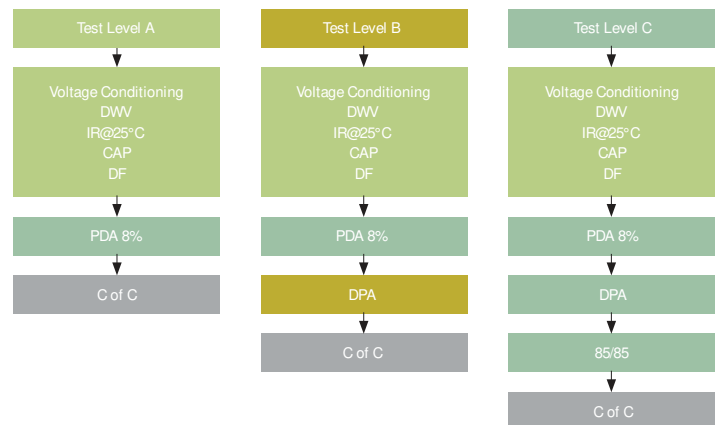 Test Level A
Voltage Conditioning
DWV
IR@25°C
CAP
DF
PDA 8%
C of C
Test Level B
Voltage Conditioning
DWV
IR@25°C
CAP
DF
PDA 8%
DPA
C of C
Test Level C
Voltage Conditioning
DWV
IR@25°C
CAP
DF
PDA 8%
DPA
85/85
C of C